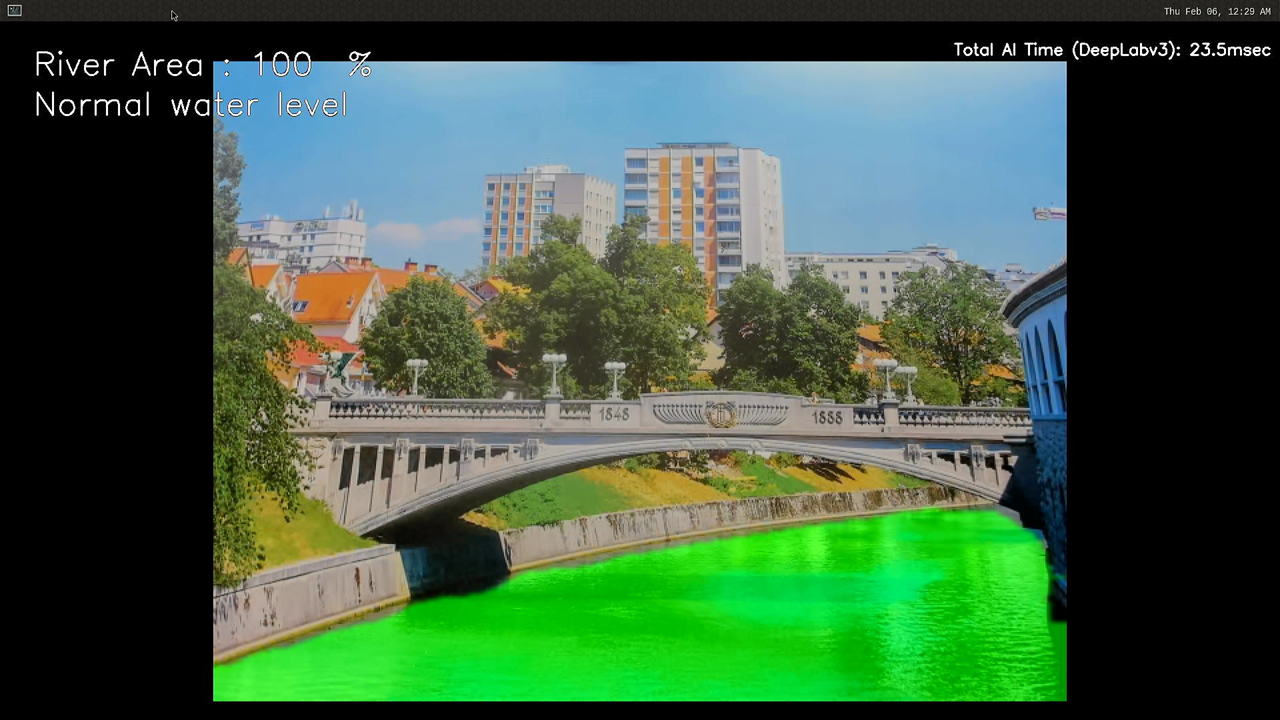 Thu Feb 06, 12:29 AM
River Area : 100 %
Total AI Time (DeepLabv3): 23.5msec
Normal water level
1848
1888